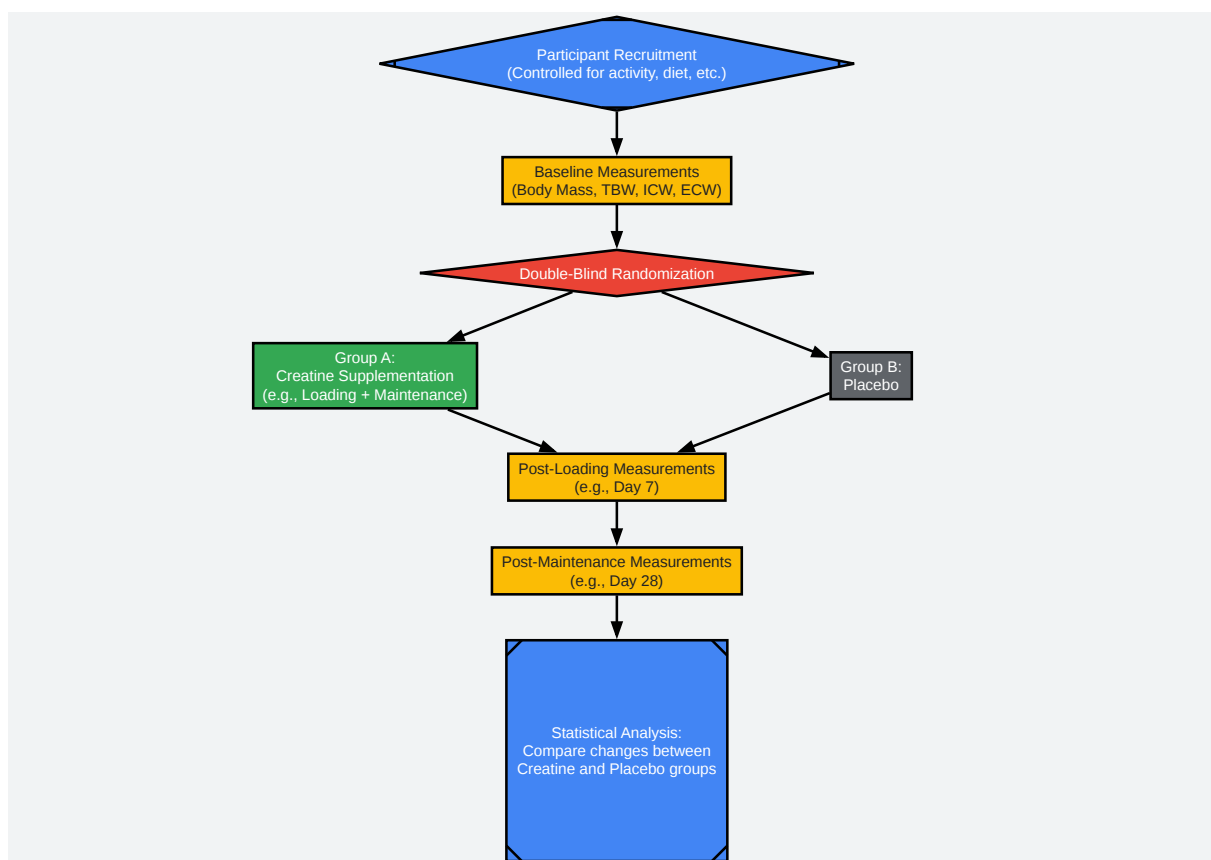 Participant Recruitment
(Controlled for activity, diet, etc.)
Baseline Measurements
(Body Mass, TBW, ICW, ECW)
Double-Blind Randomization
Group A:
Creatine Supplementation
(e.g., Loading + Maintenance)
Group B:
Placebo
Post-Loading Measurements
(e.g., Day 7)
Post-Maintenance Measurements
(e.g., Day 28)
Statistical Analysis:
Compare changes between
Creatine and Placebo groups